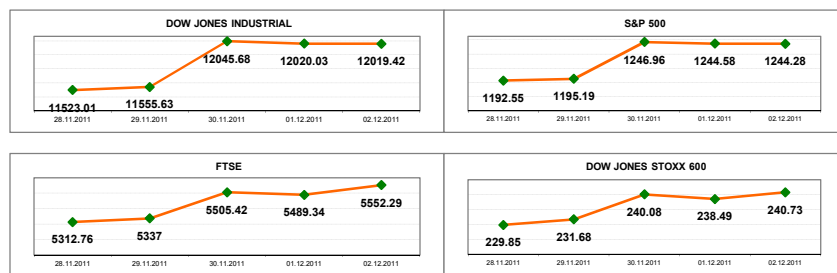 DOW JONES INDUSTRIAL
12045.68 12020.03 12019.42
11523.01 11555.63
28.11.2011 29.11.2011 30.11.2011 01.12.2011 02.12.2011
S&P 500
1246.96 1244.58 1244.28
1192.55 1195.19
28.11.2011 29.11.2011 30.11.2011 01.12.2011 02.12.2011
FTSE
5505.42 5489.34 5552.29
5312.76 5337
28.11.2011 29.11.2011 30.11.2011 01.12.2011 02.12.2011
DOW JONES STOXX 600
240.08 238.49 240.73
229.85 231.68
28.11.2011 29.11.2011 30.11.2011 01.12.2011 02.12.2011